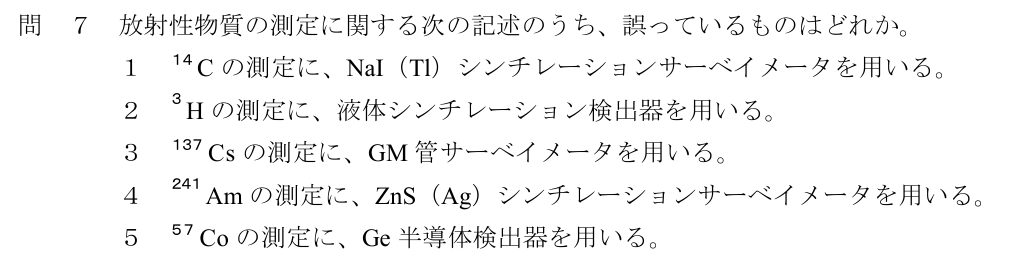 問　７　放射性物質の測定に関する次の記述のうち、誤っているものはどれか。
１　¹⁴C の測定に、NaI（Tl）シンチレーションサーベイメータを用いる。
２　³H の測定に、液体シンチレーション検出器を用いる。
３　¹³⁷Cs の測定に、GM 管サーベイメータを用いる。
４　²⁴¹Am の測定に、ZnS（Ag）シンチレーションサーベイメータを用いる。
５　⁵⁷Co の測定に、Ge 半導体検出器を用いる。